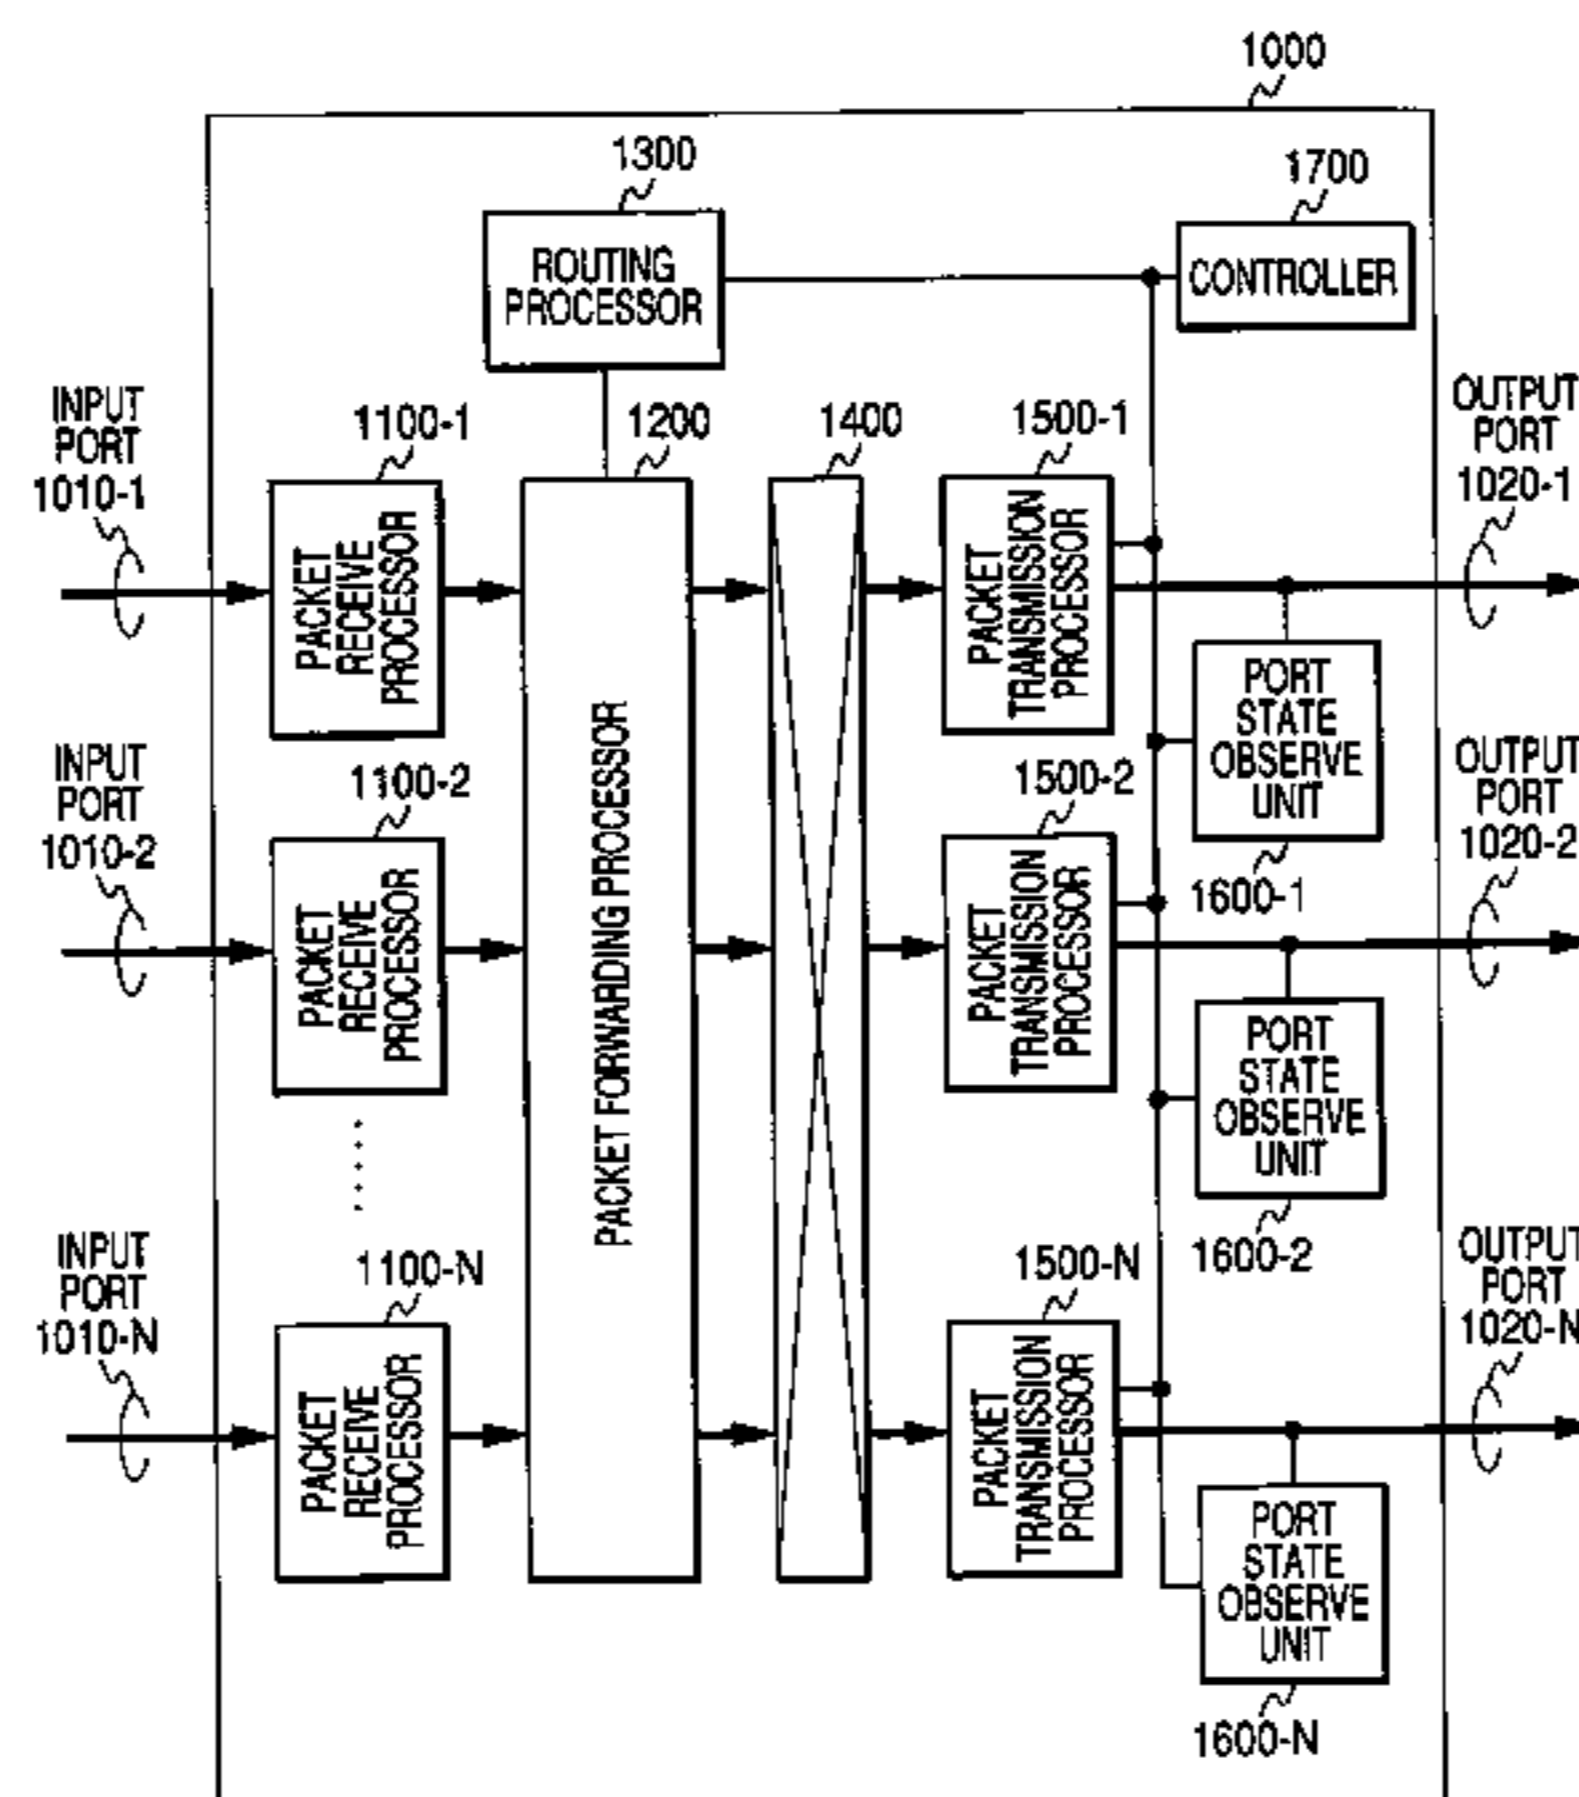 1000
1300
1700
ROUTING
PROCESSOR
CONTROLLER
INPUT
PORT
1010-1
1100-1
1200
1400
1500-1
OUTPUT
PORT
1020-1
PACKET
RECEIVE
PROCESSOR
PACKET FORWARDING PROCESSOR
PACKET
TRANSMISSION
PROCESSOR
PORT
STATE
OBSERVE
UNIT
1600-1
INPUT
PORT
1010-2
1100-2
1500-2
OUTPUT
PORT
1020-2
PACKET
RECEIVE
PROCESSOR
PACKET
TRANSMISSION
PROCESSOR
PORT
STATE
OBSERVE
UNIT
1600-2
INPUT
PORT
1010-N
1100-N
1500-N
OUTPUT
PORT
1020-N
PACKET
RECEIVE
PROCESSOR
PACKET
TRANSMISSION
PROCESSOR
PORT
STATE
OBSERVE
UNIT
1600-N